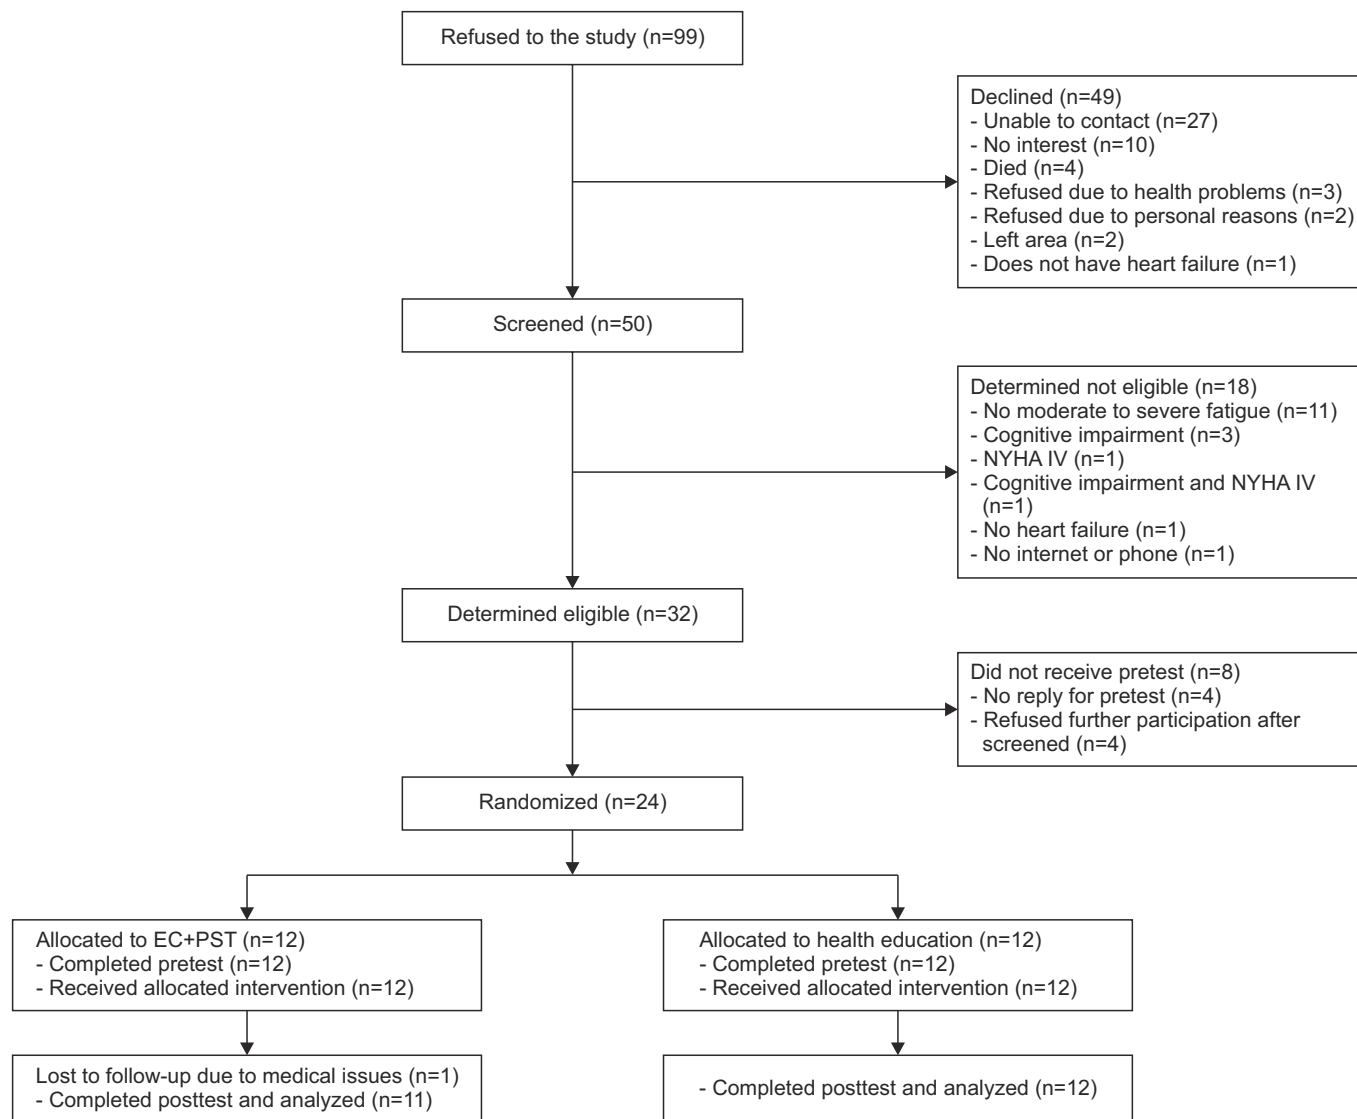 Refused to the study (n=99)
Declined (n=49)
- Unable to contact (n=27)
- No interest (n=10)
- Died (n=4)
- Refused due to health problems (n=3)
- Refused due to personal reasons (n=2)
- Left area (n=2)
- Does not have heart failure (n=1)
Screened (n=50)
Determined not eligible (n=18)
- No moderate to severe fatigue (n=11)
- Cognitive impairment (n=3)
- NYHA IV (n=1)
- Cognitive impairment and NYHA IV
(n=1)
- No heart failure (n=1)
- No internet or phone (n=1)
Determined eligible (n=32)
Did not receive pretest (n=8)
- No reply for pretest (n=4)
- Refused further participation after
screened (n=4)
Randomized (n=24)
Allocated to EC+PST (n=12)
- Completed pretest (n=12)
- Received allocated intervention (n=12)
Allocated to health education (n=12)
- Completed pretest (n=12)
- Received allocated intervention (n=12)
Lost to follow-up due to medical issues (n=1)
- Completed posttest and analyzed (n=11)
- Completed posttest and analyzed (n=12)